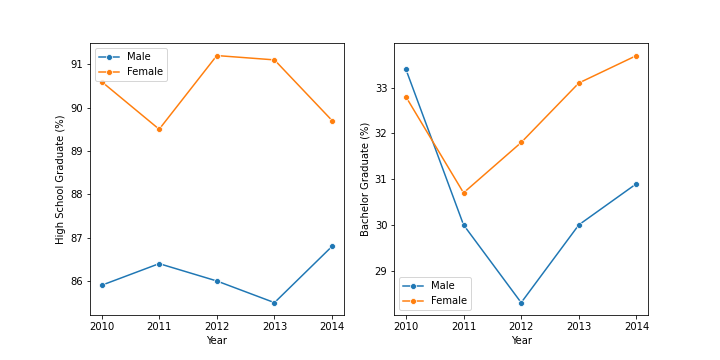 Male
Female
91
90
89
88
87
86
High School Graduate (%)
2010 2011 2012 2013 2014
Year
33
32
31
30
29
Bachelor Graduate (%)
Male
Female
2010 2011 2012 2013 2014
Year